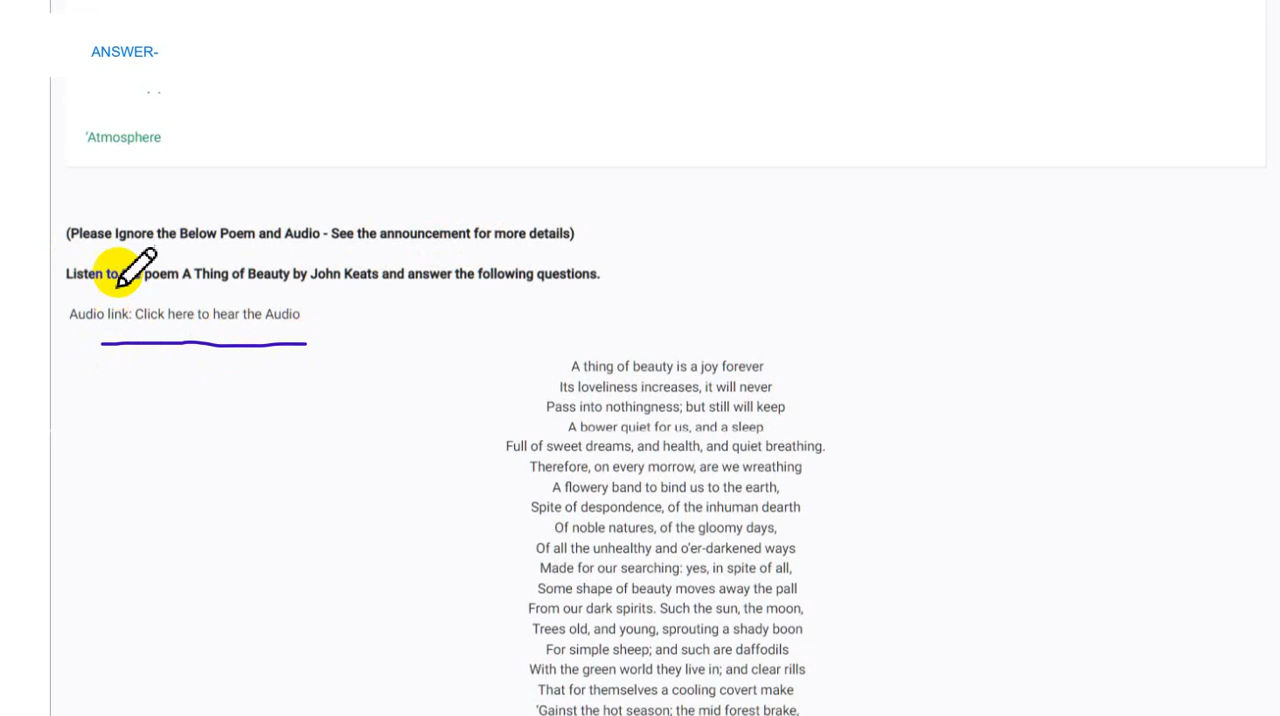 ANSWER-
'Atmosphere
(Please Ignore the Below Poem and Audio - See the announcement for more details)
Listen to poem A Thing of Beauty by John Keats and answer the following questions.
Audio link: Click here to hear the Audio
A thing of beauty is a joy forever
Its loveliness increases, it will never
Pass into nothingness; but still will keep
A bower quiet for us, and a sleep
Full of sweet dreams, and health, and quiet breathing.
Therefore, on every morrow, are we wreathing
A flowery band to bind us to the earth,
Spite of despondence, of the inhuman dearth
Of noble natures, of the gloomy days,
Of all the unhealthy and o'er-darkened ways
Made for our searching: yes, in spite of all,
Some shape of beauty moves away the pall
From our dark spirits. Such the sun, the moon,
Trees old, and young, sprouting a shady boon
For simple sheep; and such are daffodils
With the green world they live in; and clear rills
That for themselves a cooling covert make
'Gainst the hot season; the mid forest brake,